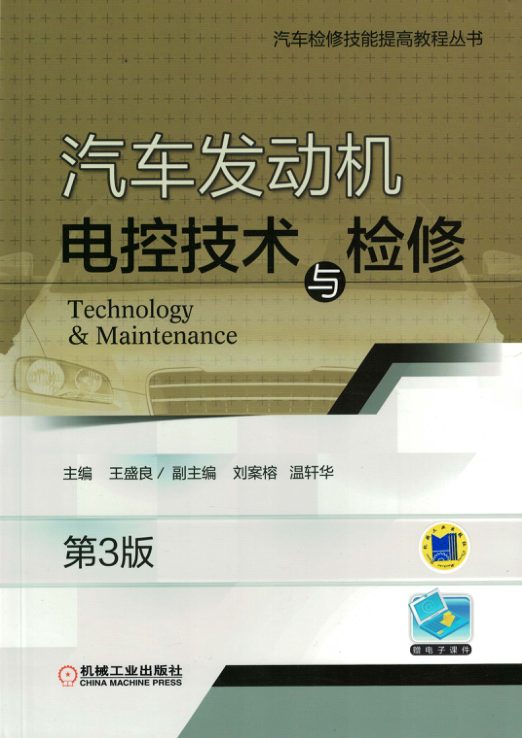 汽车检修技能提高教程丛书
汽车发动机
电控技术与检修
Technology
& Maintenance
主编 王盛良/副主编 刘案榕 温轩华
第3版
赠电子课件
机械工业出版社
CHINA MACHINE PRESS